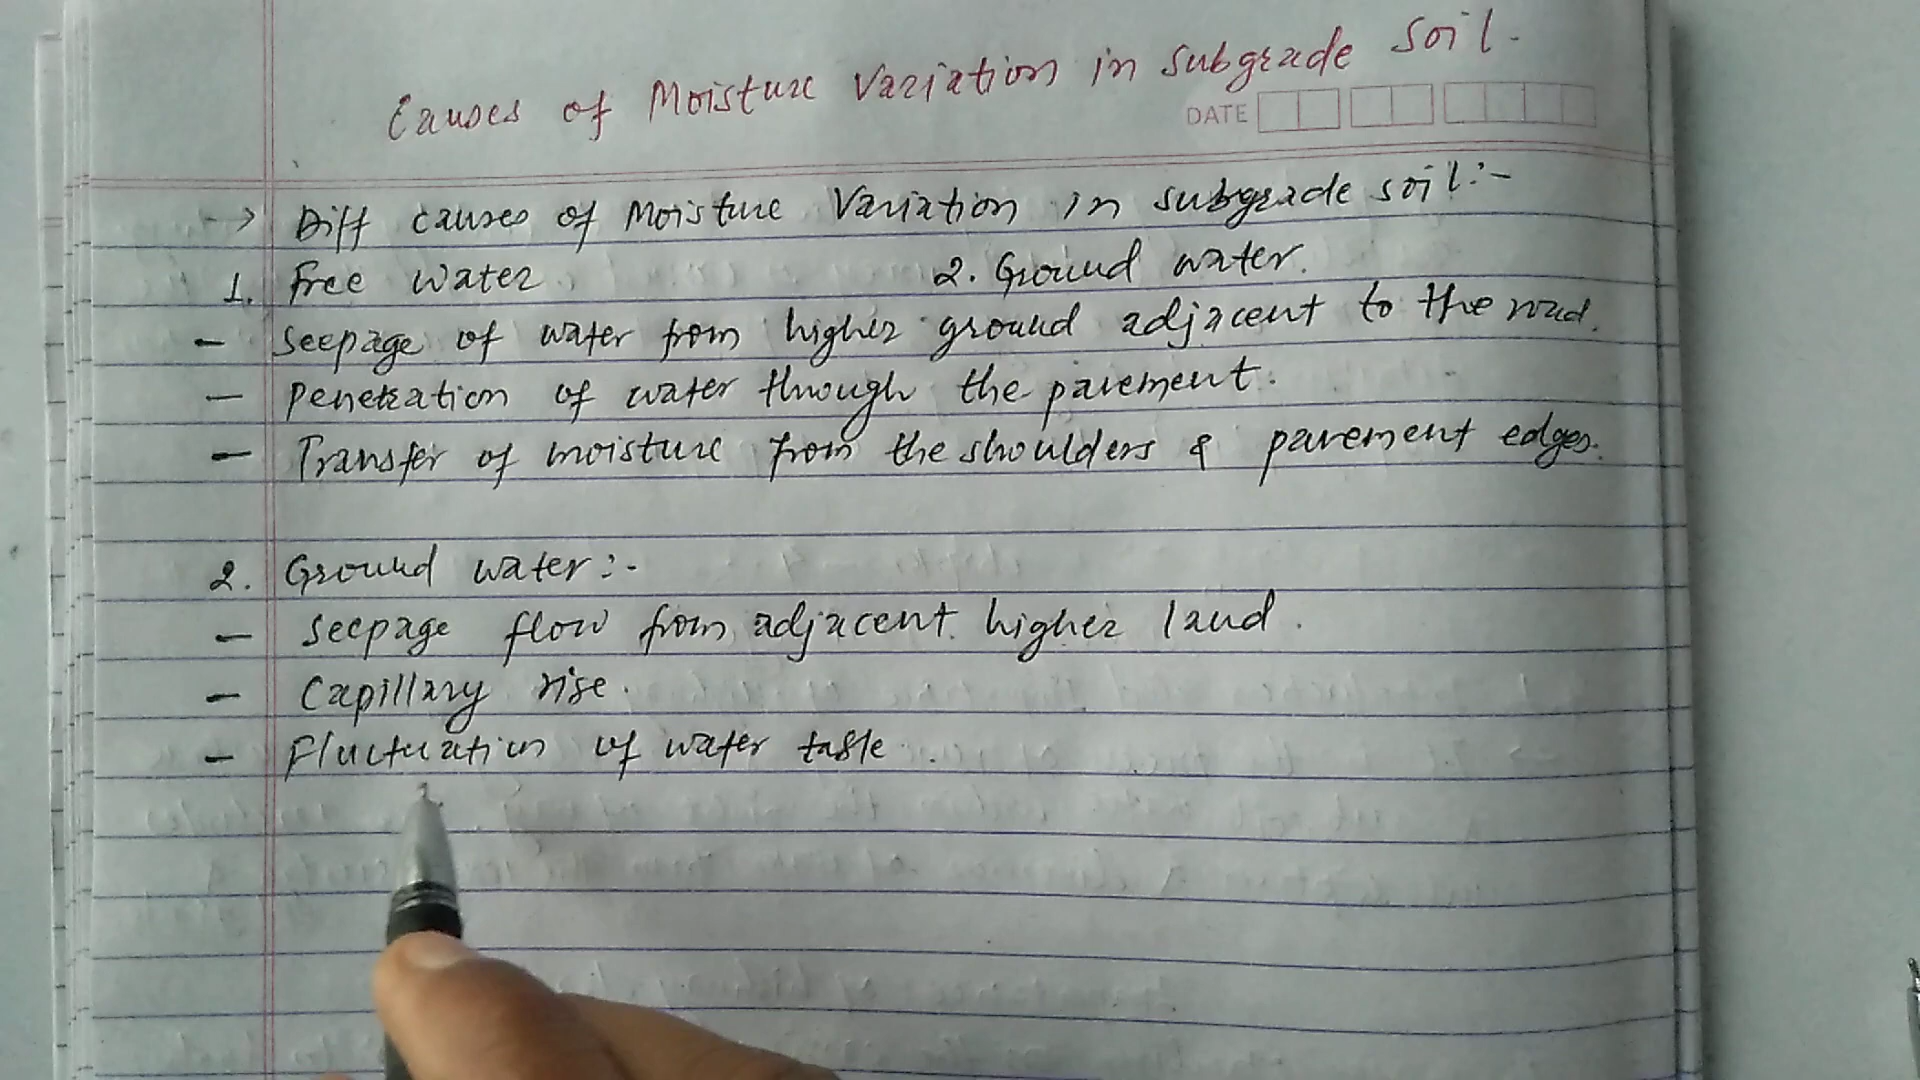 Causes of Moisture Variation in Subgrade Soil.
DATE
→ Diff causes of Moisture Variation in subgrade soil:-
1. Free water 2. Ground water.
- Seepage of water from higher ground adjacent to the road.
- Penetration of water through the pavement.
- Transfer of moisture from the shoulders & pavement edges.
2. Ground water:-
- Seepage flow from adjacent higher land.
- Capillary rise.
- Fluctuation of water table.